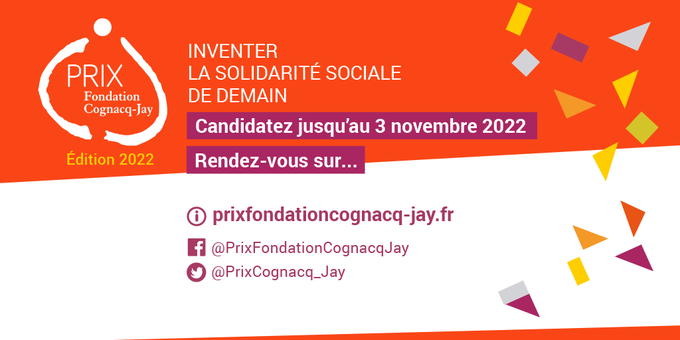 PRIX
Fondation
Cognacq-Jay
Édition 2022
INVENTER
LA SOLIDARITÉ SOCIALE
DE DEMAIN
Candidatez jusqu'au 3 novembre 2022
Rendez-vous sur...
prixfondationcognacq-jay.fr
@PrixFondationCognacqJay
@PrixCognacq_Jay